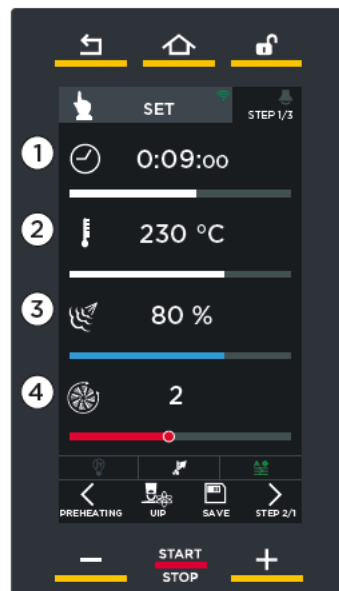 SET
STEP 1/3
1
0:09:00
2
230 °C
3
80 %
4
2
PREHEATING UIP SAVE STEP 2/1
START
STOP